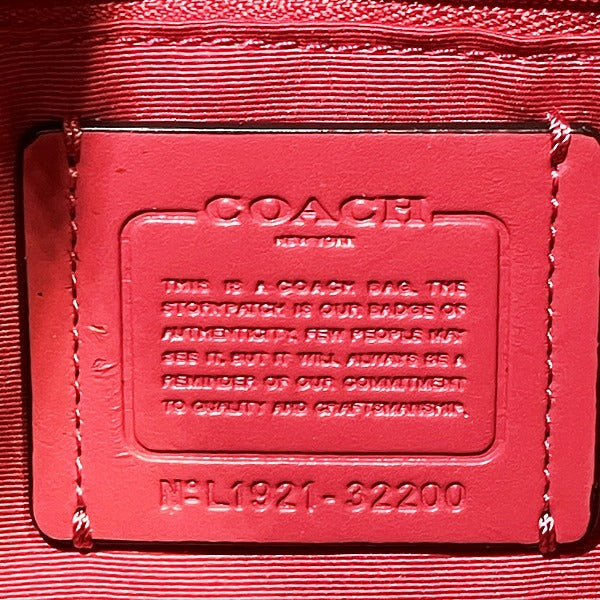 COACH
NEW YORK
THIS IS A COACH BAG. THE
STORYPATCH IS OUR BADGE OF
AUTHENTICITY. FEW PEOPLE MAY
SEE IT, BUT IT WILL ALWAYS BE A
REMINDER OF OUR COMMITMENT
TO QUALITY AND CRAFTSMANSHIP.
Nº L1921-32200